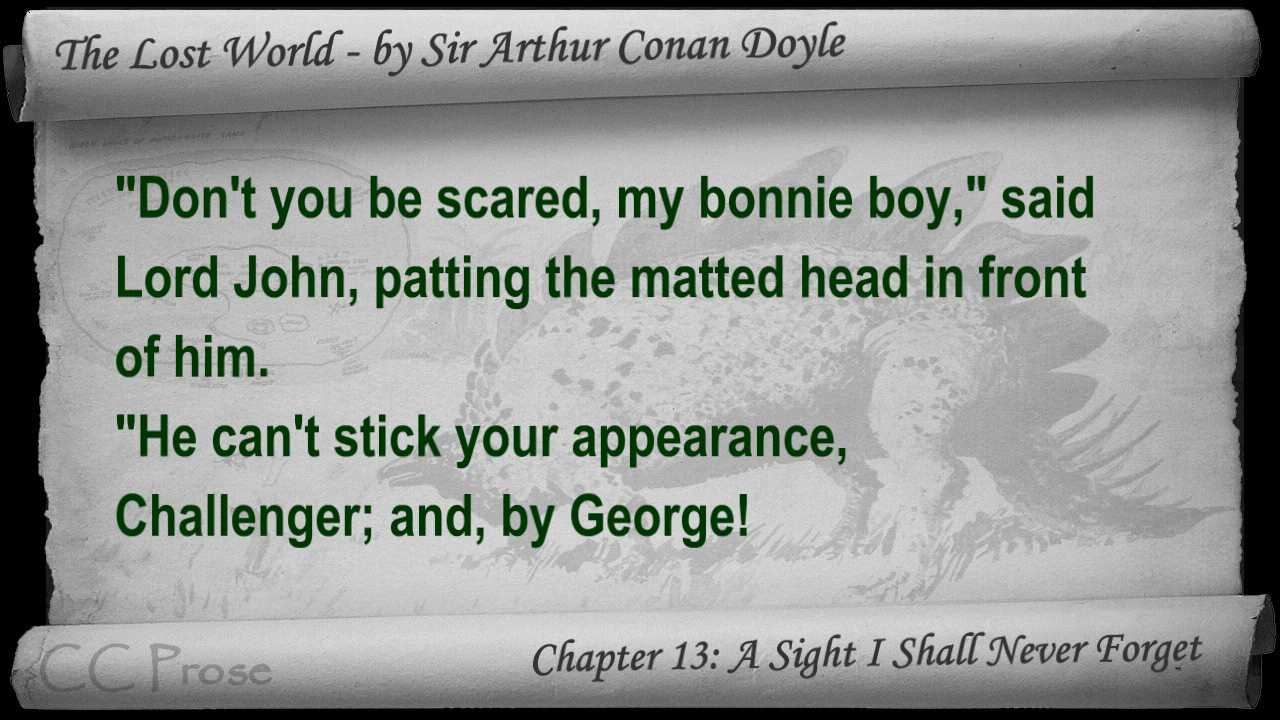 The Lost World - by Sir Arthur Conan Doyle
"Don't you be scared, my bonnie boy," said
Lord John, patting the matted head in front
of him.
"He can't stick your appearance,
Challenger; and, by George!
CC Prose
Chapter 13: A Sight I Shall Never Forget